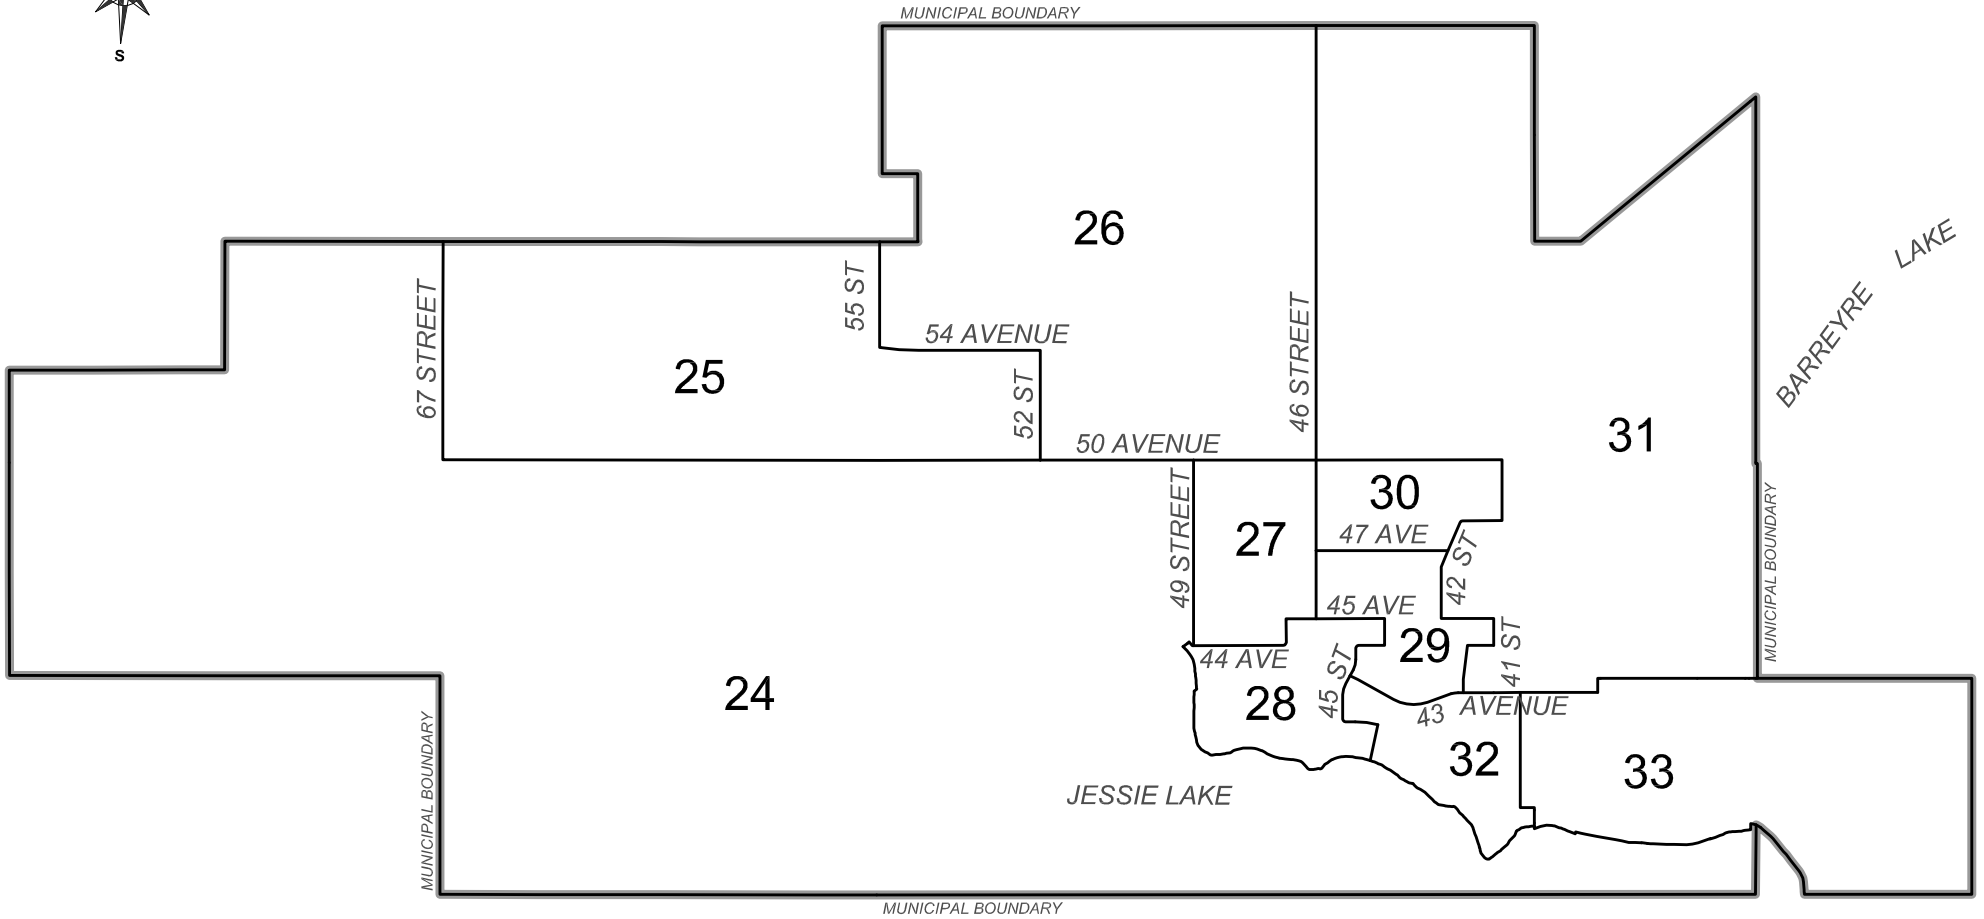 MUNICIPAL BOUNDARY
S
26
LAKE
BARREYRE
55 ST
67 STREET
54 AVENUE
46 STREET
25
52 ST
31
50 AVENUE
30
49 STREET
27
47 AVE
42 ST
MUNICIPAL BOUNDARY
45 AVE
29
41 ST
44 AVE
45 ST
24
28
43 AVENUE
32
33
MUNICIPAL BOUNDARY
JESSIE LAKE
MUNICIPAL BOUNDARY